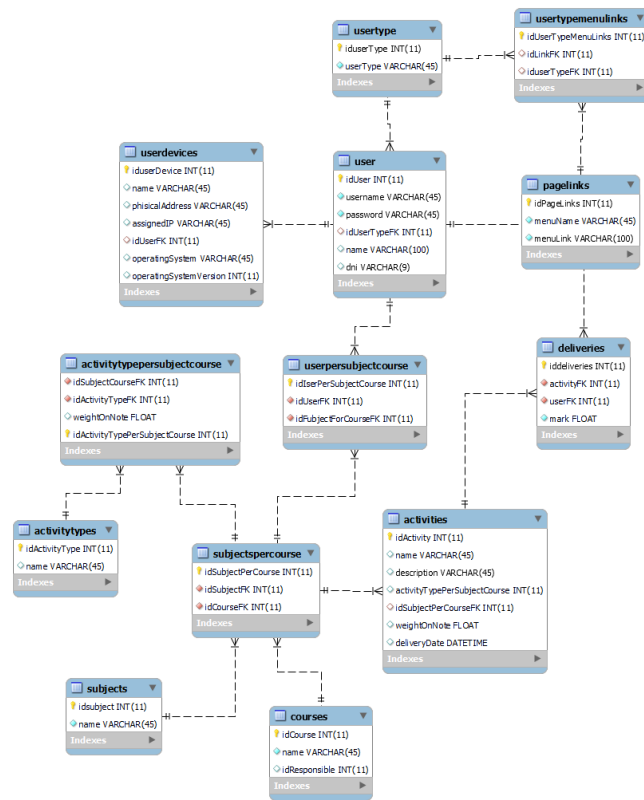 usertype
iduserType INT(11)
userType VARCHAR(45)
Indexes
usertypemenulinks
idUserTypeMenuLinks INT(11)
idLinkFK INT(11)
iduserTypeFK INT(11)
Indexes
userdevices
iduserDevice INT(11)
name VARCHAR(45)
phisicalAddress VARCHAR(45)
assignedIP VARCHAR(45)
idUserFK INT(11)
operatingSystem VARCHAR(45)
operatingSystemVersion INT(11)
Indexes
user
idUser INT(11)
username VARCHAR(45)
password VARCHAR(45)
idUserTypeFK INT(11)
name VARCHAR(100)
dni VARCHAR(9)
Indexes
pagelinks
idPageLinks INT(11)
menuName VARCHAR(45)
menuLink VARCHAR(100)
Indexes
activitytypepersubjectcourse
idSubjectCourseFK INT(11)
idActivityTypeFK INT(11)
weightOnNote FLOAT
idActivityTypePerSubjectCourse INT(11)
Indexes
userpersubjectcourse
idIserPerSubjectCourse INT(11)
idUserFK INT(11)
idFubjectForCourseFK INT(11)
Indexes
deliveries
iddeliveries INT(11)
activityFK INT(11)
userFK INT(11)
mark FLOAT
Indexes
activitytypes
idActivityType INT(11)
name VARCHAR(45)
Indexes
subjectspercourse
idSubjectPerCourse INT(11)
idSubjectFK INT(11)
idCourseFK INT(11)
Indexes
activities
idActivity INT(11)
name VARCHAR(45)
description VARCHAR(45)
activityTypePerSubjectCourse INT(11)
idSubjectPerCourseFK INT(11)
weightOnNote FLOAT
deliveryDate DATETIME
Indexes
subjects
idsubject INT(11)
name VARCHAR(45)
Indexes
courses
idCourse INT(11)
name VARCHAR(45)
idResponsible INT(11)
Indexes